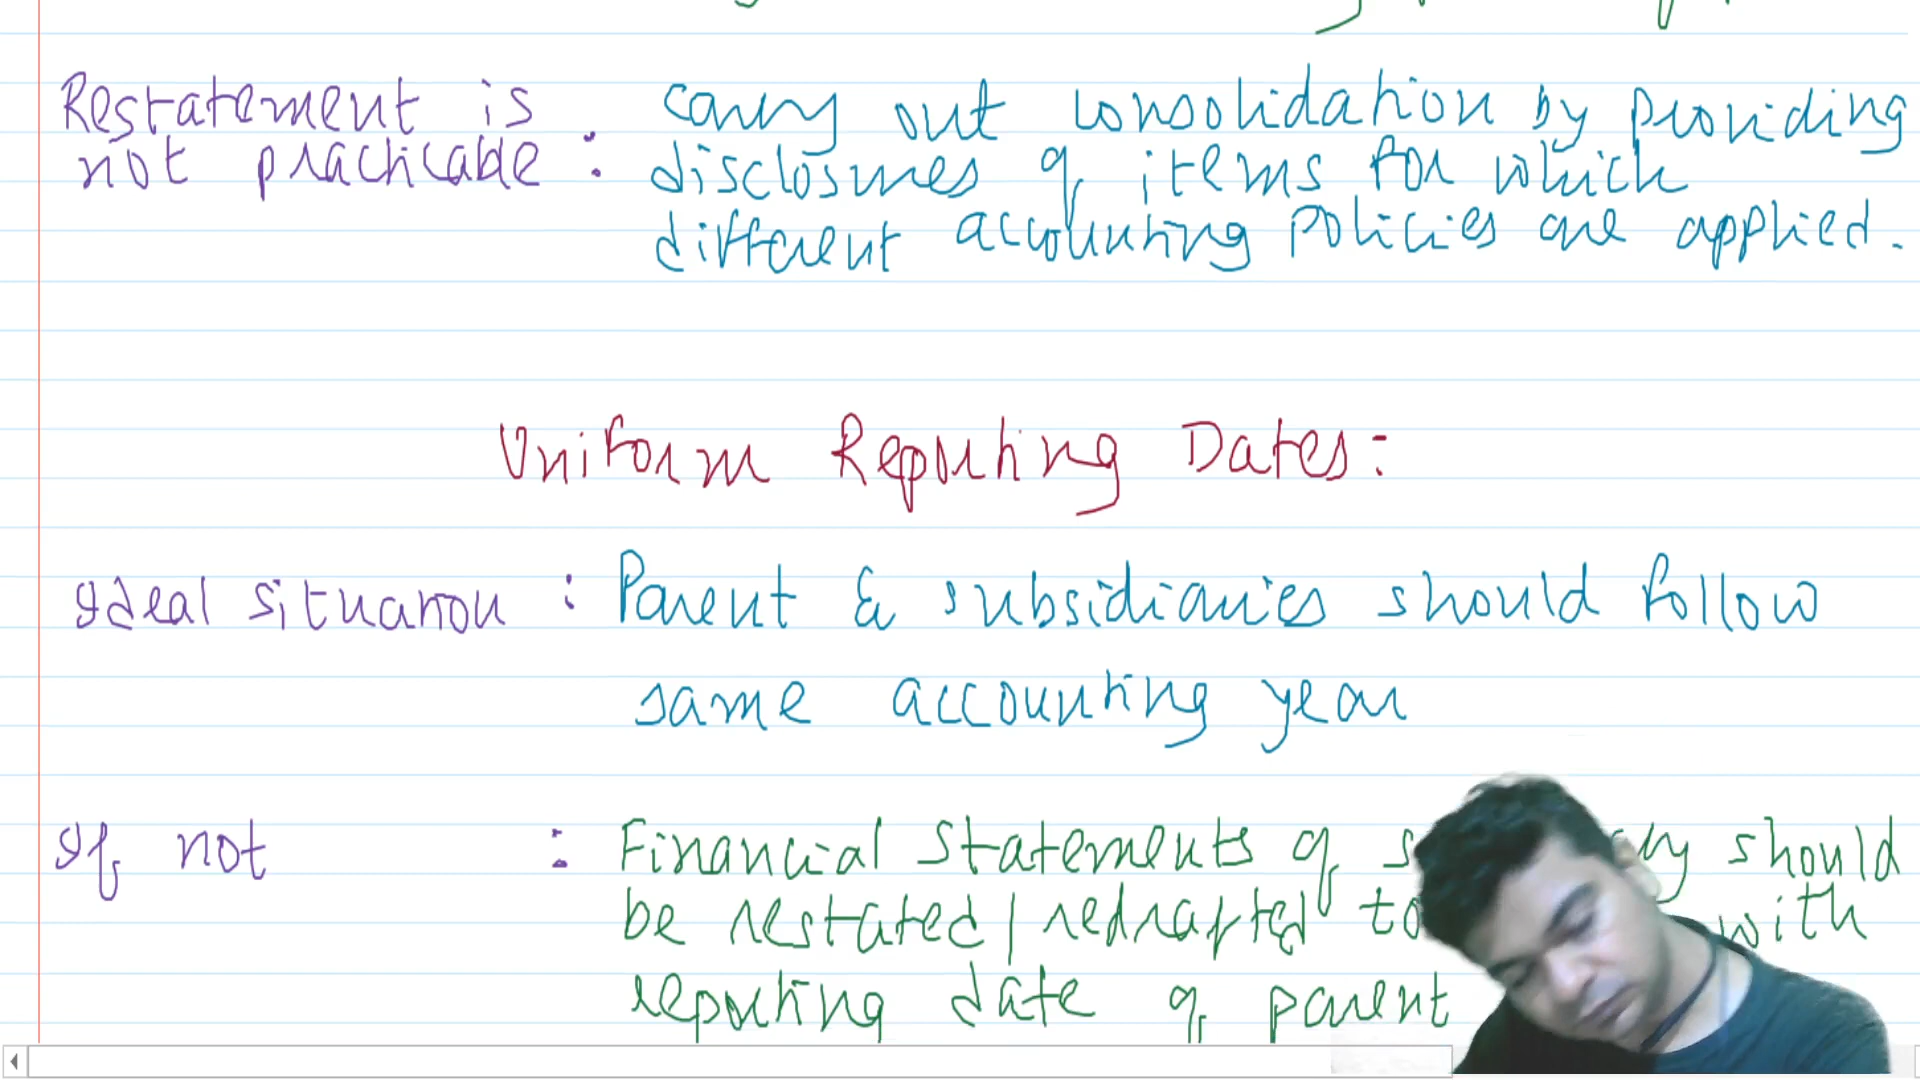 Restatement is
not practicable :
carry out consolidation by providing
disclosures of items for which
different accounting policies are applied.
Uniform Reporting Dates:
Ideal situation : Parent & subsidiaries should follow
same accounting year
If not : Financial Statements of should
be restated/redrafted to with
reporting date of parent